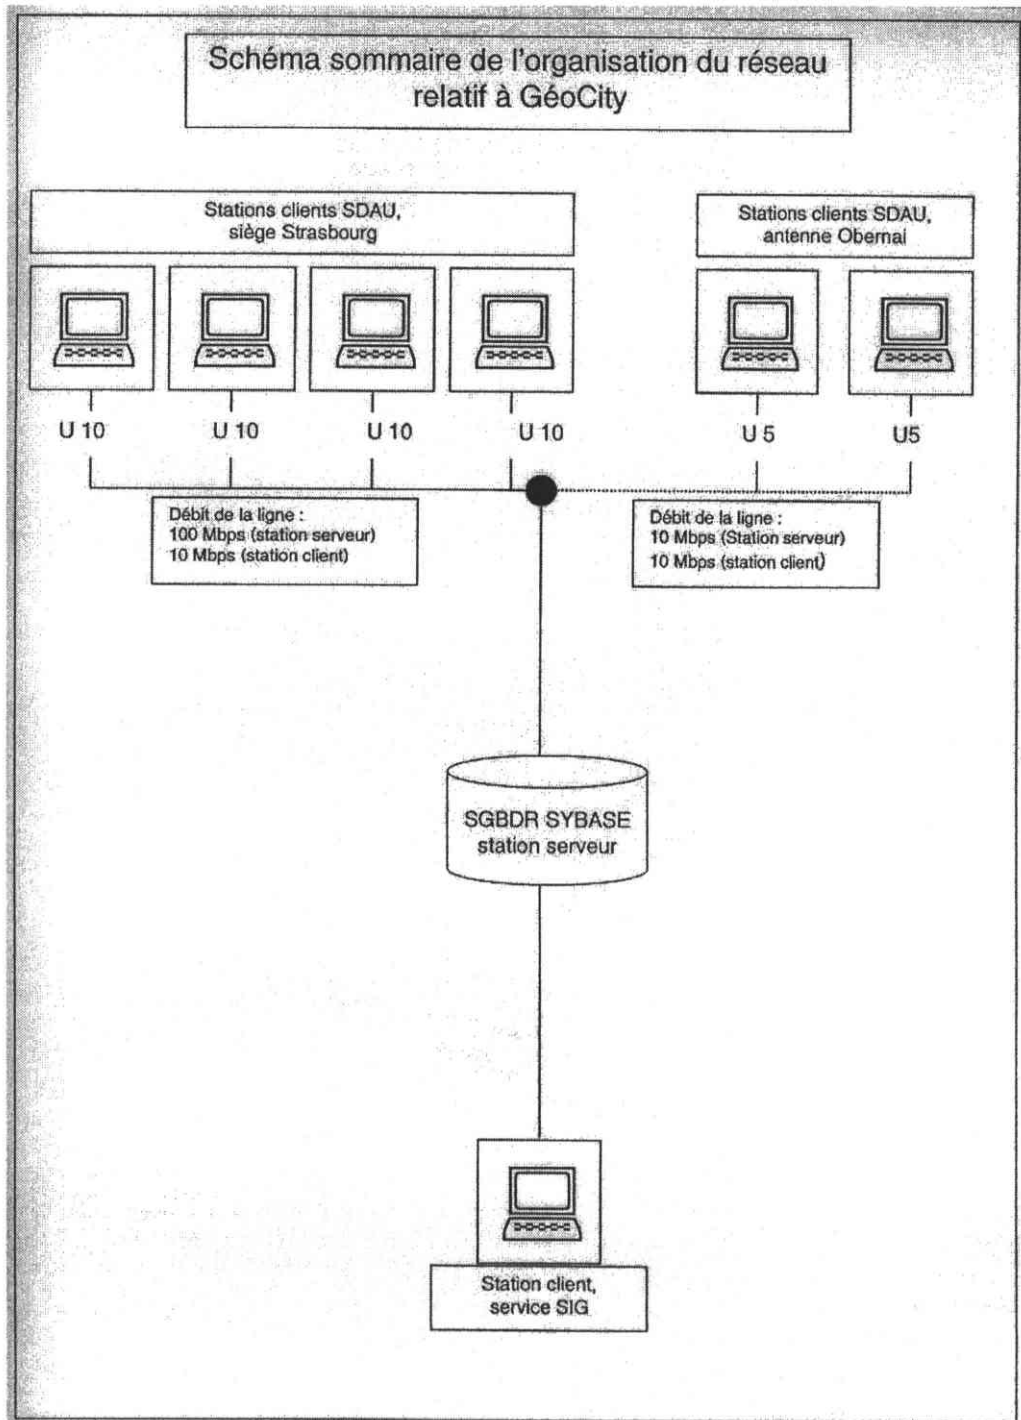 Schéma sommaire de l'organisation du réseau
relatif à GéoCity
Stations clients SDAU,
siège Strasbourg
Stations clients SDAU,
antenne Obernai
U 10
U 10
U 10
U 10
U 5
U5
Débit de la ligne :
100 Mbps (station serveur)
10 Mbps (station client)
Débit de la ligne :
10 Mbps (Station serveur)
10 Mbps (station client)
SGBDR SYBASE
station serveur
Station client,
service SIG